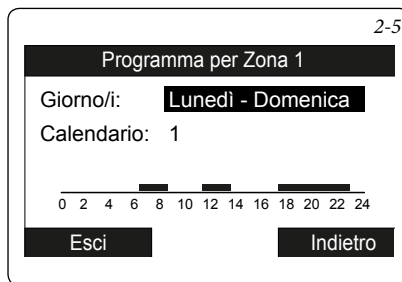 2-5
Programma per Zona 1
Giorno/i: Lunedì - Domenica
Calendario: 1
0 2 4 6 8 10 12 14 16 18 20 22 24
Esci Indietro